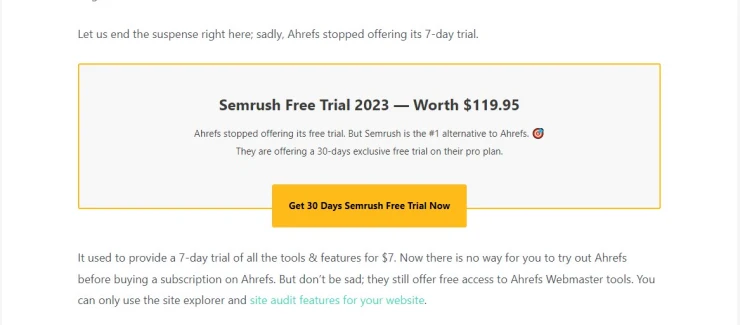 Let us end the suspense right here; sadly, Ahrefs stopped offering its 7-day trial.
Semrush Free Trial 2023 — Worth $119.95
Ahrefs stopped offering its free trial. But Semrush is the #1 alternative to Ahrefs. 🎯
They are offering a 30-days exclusive free trial on their pro plan.
Get 30 Days Semrush Free Trial Now
It used to provide a 7-day trial of all the tools & features for $7. Now there is no way for you to try out Ahrefs
before buying a subscription on Ahrefs. But don't be sad; they still offer free access to Ahrefs Webmaster tools. You
can only use the site explorer and site audit features for your website.